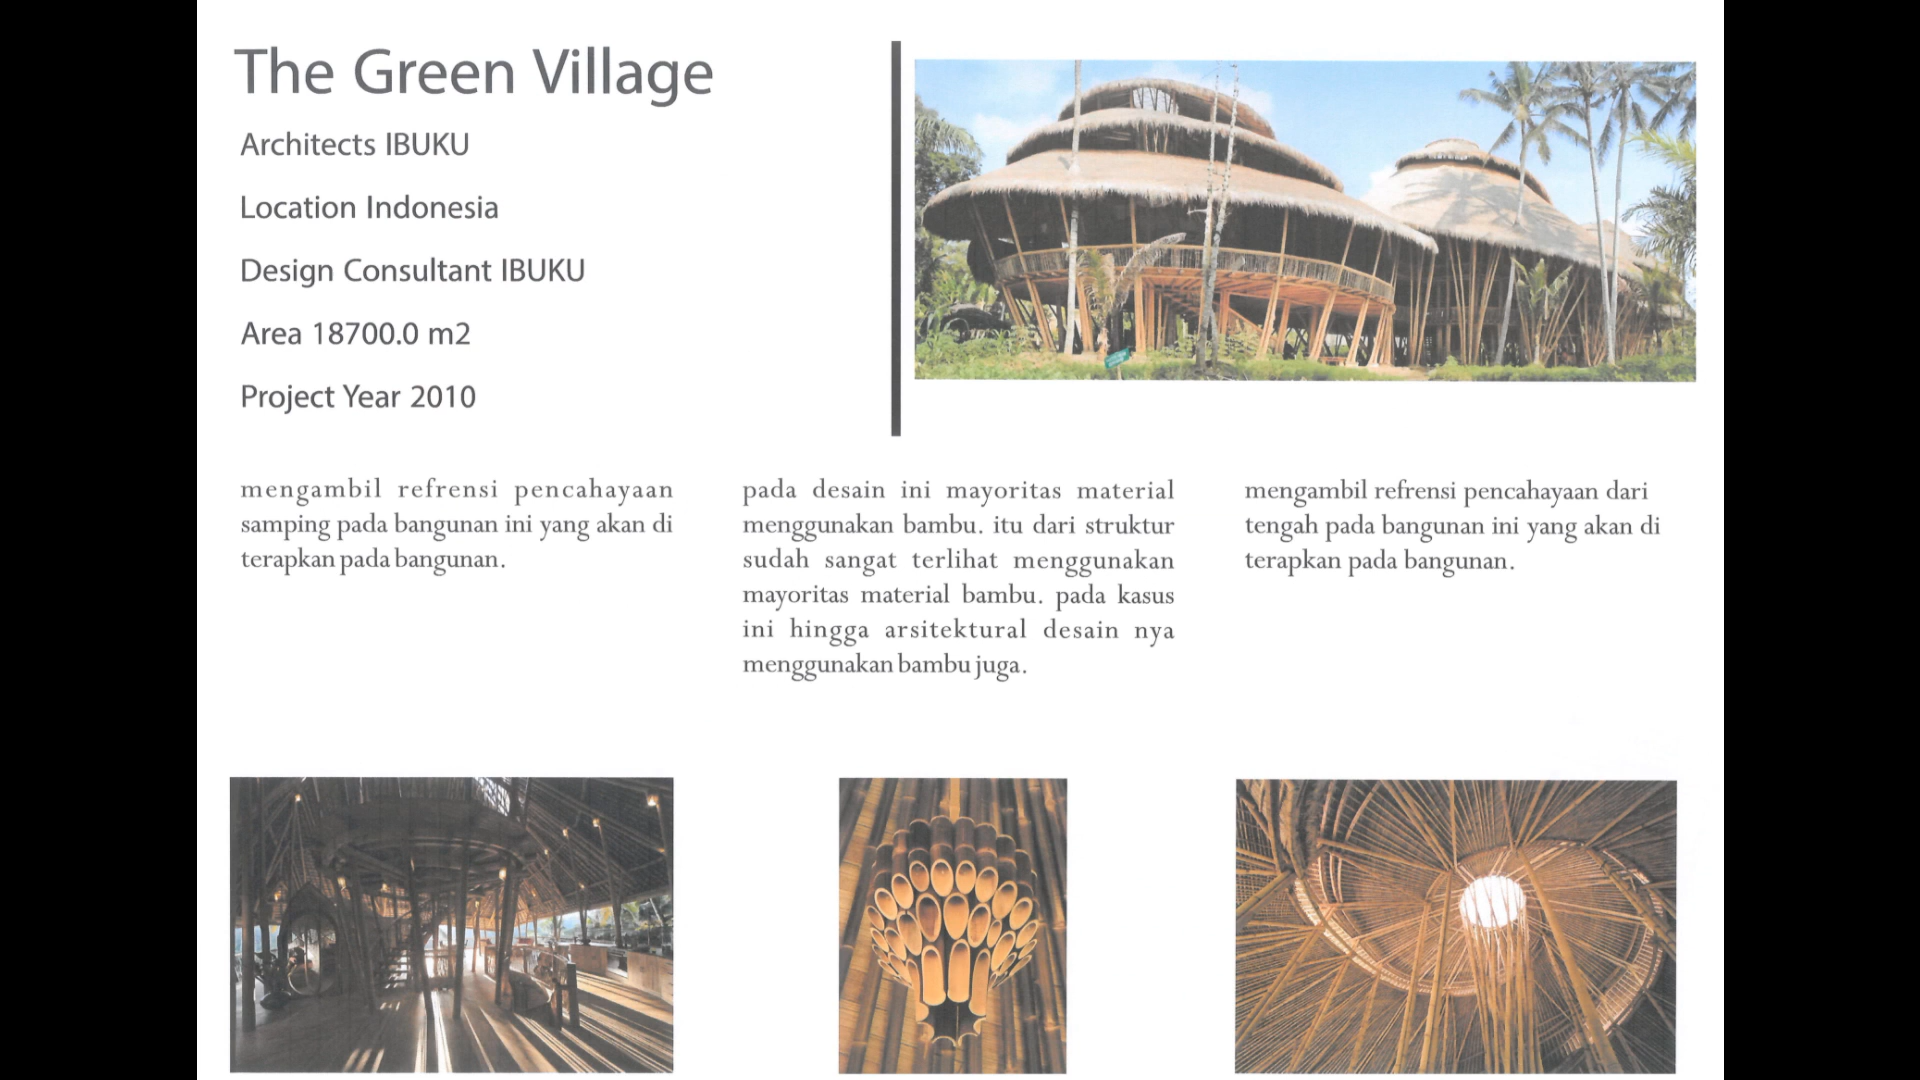 The Green Village
Architects IBUKU
Location Indonesia
Design Consultant IBUKU
Area 18700.0 m2
Project Year 2010
mengambil refrensi pencahayaan
samping pada bangunan ini yang akan di
terapkan pada bangunan.
pada desain ini mayoritas material
menggunakan bambu. itu dari struktur
sudah sangat terlihat menggunakan
mayoritas material bambu. pada kasus
ini hingga arsitektural desain nya
menggunakan bambu juga.
mengambil refrensi pencahayaan dari
tengah pada bangunan ini yang akan di
terapkan pada bangunan.